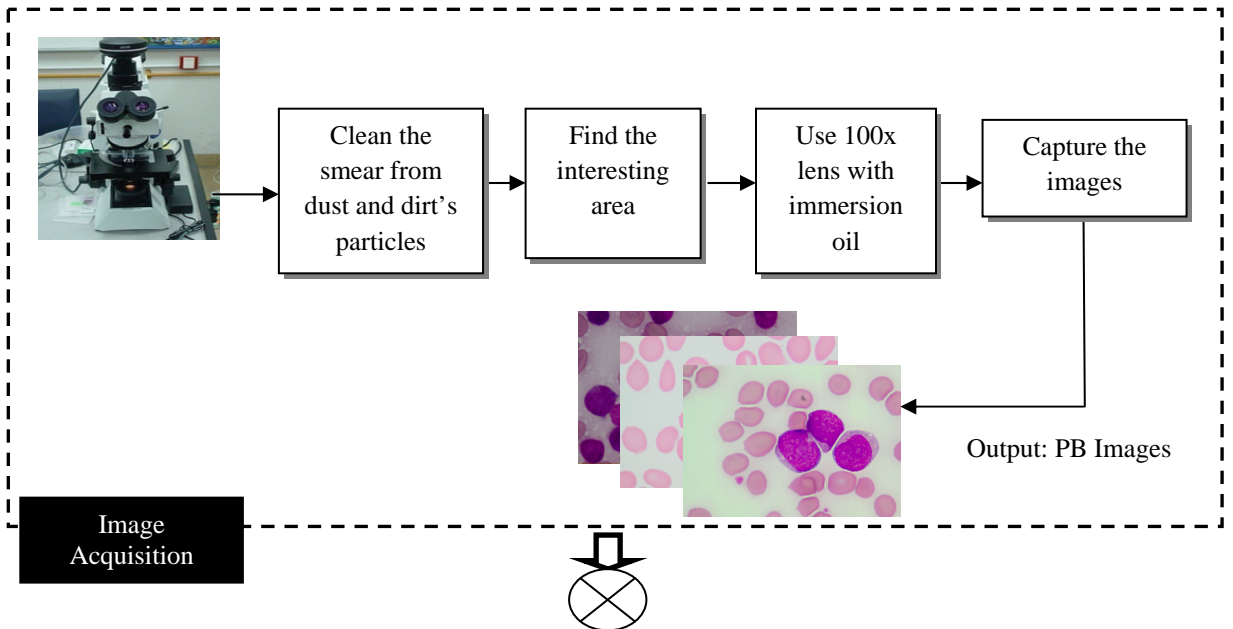 Clean the
smear from
dust and dirt's
particles
Find the
interesting
area
Use 100x
lens with
immersion
oil
Capture the
images
Output: PB Images
Image
Acquisition